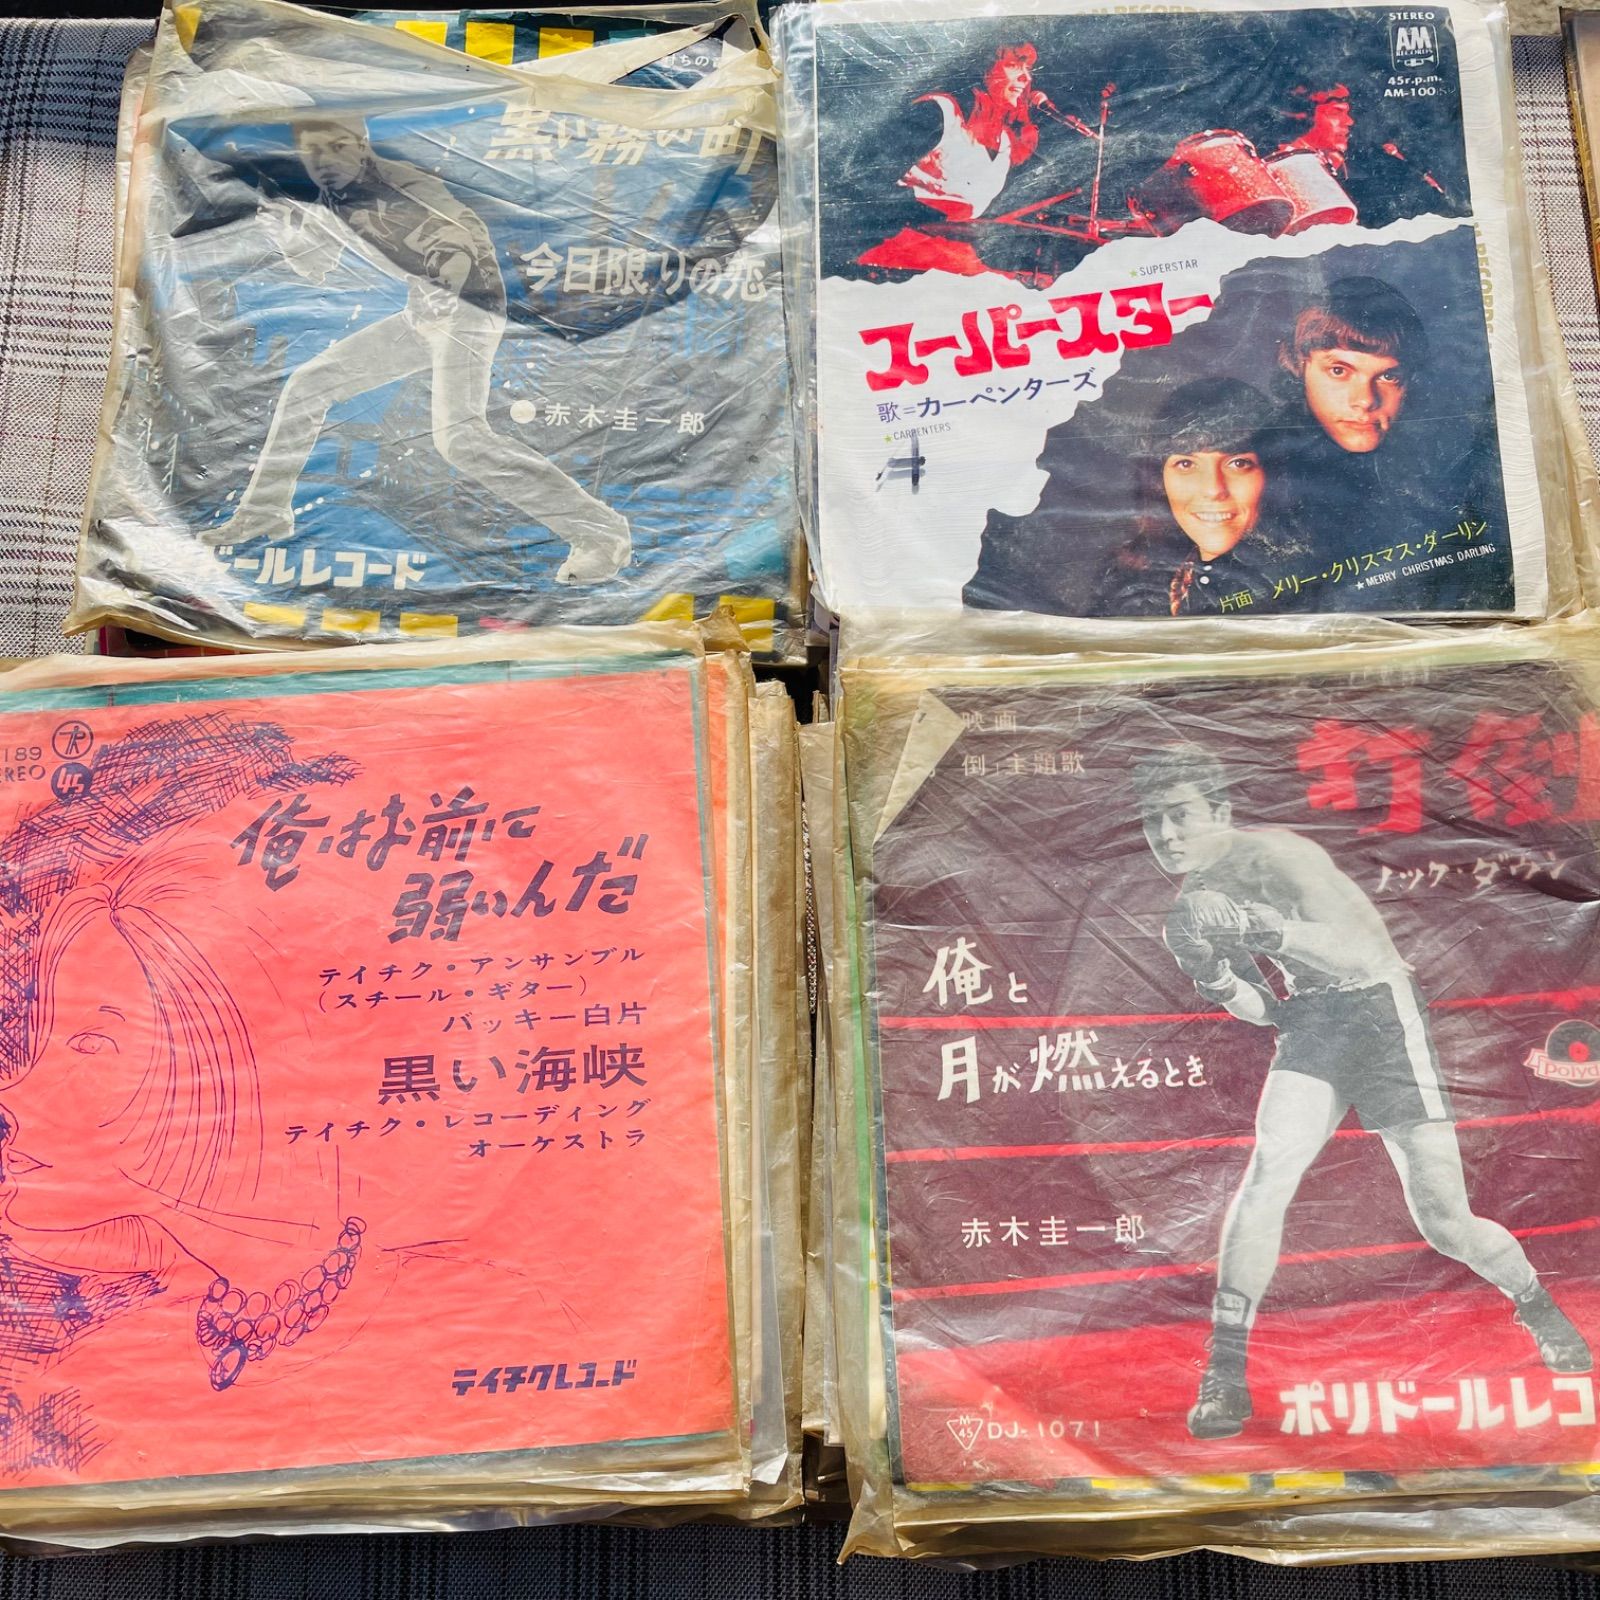 黒い霧の町
今日限りの恋
赤木圭一郎
ドールレコード
STEREO
AM
RECORDS
45r.p.m.
AM-100
★SUPERSTAR
スーパースター
歌=カーペンターズ
★CARPENTERS
片面 メリー・クリスマス・ダーリン
★MERRY CHRISTMAS DARLING
189
EREO
45
俺はお前に
弱いんだ
テイチク・アンサンブル
(スチール・ギター)
バッキー白片
黒い海峡
テイチク・レコーディング
オーケストラ
テイチクレコード
映画
倒」主題歌
打倒
ノック・ダウン
俺と
月が燃えるとき
赤木圭一郎
M
45
DJ-1071
ポリドールレコ